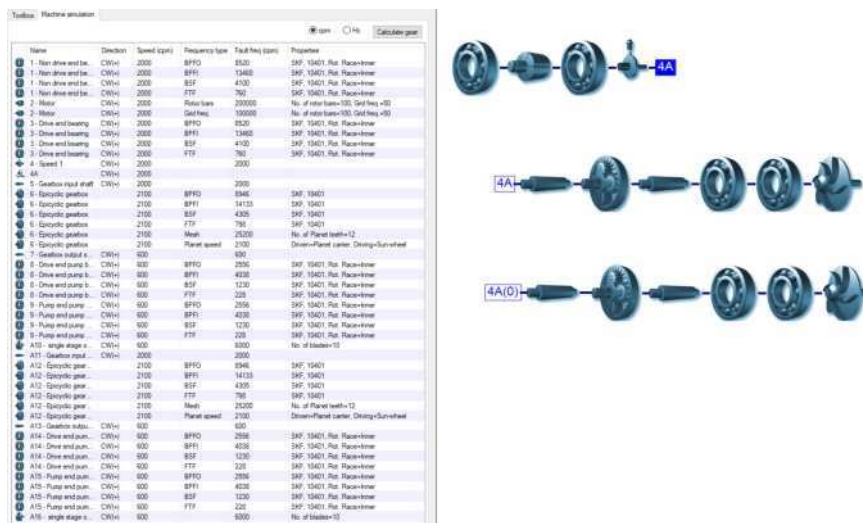 Toolbox Machine simulation
cpm Hz Calculate gear
Name Direction Speed (cpm) Frequency type Fault freq (cpm) Properties
1 - Non drive end be... CW(+) 2000 BPFO 8520 SKF, 10401, Rot. Race=Inner
1 - Non drive end be... CW(+) 2000 BPFI 13460 SKF, 10401, Rot. Race=Inner
1 - Non drive end be... CW(+) 2000 BSF 4100 SKF, 10401, Rot. Race=Inner
1 - Non drive end be... CW(+) 2000 FTF 760 SKF, 10401, Rot. Race=Inner
2 - Motor CW(+) 2000 Rotor bars 200000 No. of rotor bars=100, Grid freq.=50
2 - Motor CW(+) 2000 Grid freq. 100000 No. of rotor bars=100, Grid freq.=50
3 - Drive end bearing CW(+) 2000 BPFO 8520 SKF, 10401, Rot. Race=Inner
3 - Drive end bearing CW(+) 2000 BPFI 13460 SKF, 10401, Rot. Race=Inner
3 - Drive end bearing CW(+) 2000 BSF 4100 SKF, 10401, Rot. Race=Inner
3 - Drive end bearing CW(+) 2000 FTF 760 SKF, 10401, Rot. Race=Inner
4 - Speed 1 CW(+) 2000 2000
4A CW(+) 2000
5 - Gearbox input shaft CW(+) 2000 2000
6 - Epicyclic gearbox 2100 BPFO 8946 SKF, 10401
6 - Epicyclic gearbox 2100 BPFI 14133 SKF, 10401
6 - Epicyclic gearbox 2100 BSF 4305 SKF, 10401
6 - Epicyclic gearbox 2100 FTF 798 SKF, 10401
6 - Epicyclic gearbox 2100 Mesh 25200 No. of Planet teeth=12
6 - Epicyclic gearbox 2100 Planet speed 2100 Driven=Planet carrier, Driving=Sun-wheel
7 - Gearbox output s... CW(+) 600 600
8 - Drive end pump b... CW(+) 600 BPFO 2556 SKF, 10401, Rot. Race=Inner
8 - Drive end pump b... CW(+) 600 BPFI 4038 SKF, 10401, Rot. Race=Inner
8 - Drive end pump b... CW(+) 600 BSF 1230 SKF, 10401, Rot. Race=Inner
8 - Drive end pump b... CW(+) 600 FTF 228 SKF, 10401, Rot. Race=Inner
9 - Pump end pump ... CW(+) 600 BPFO 2556 SKF, 10401, Rot. Race=Inner
9 - Pump end pump ... CW(+) 600 BPFI 4038 SKF, 10401, Rot. Race=Inner
9 - Pump end pump ... CW(+) 600 BSF 1230 SKF, 10401, Rot. Race=Inner
9 - Pump end pump ... CW(+) 600 FTF 228 SKF, 10401, Rot. Race=Inner
A10 - single stage s... CW(+) 600 6000 No. of blades=10
A11 - Gearbox input ... CW(+) 2000 2000
A12 - Epicyclic gear... 2100 BPFO 8946 SKF, 10401
A12 - Epicyclic gear... 2100 BPFI 14133 SKF, 10401
A12 - Epicyclic gear... 2100 BSF 4305 SKF, 10401
A12 - Epicyclic gear... 2100 FTF 798 SKF, 10401
A12 - Epicyclic gear... 2100 Mesh 25200 No. of Planet teeth=12
A12 - Epicyclic gear... 2100 Planet speed 2100 Driven=Planet carrier, Driving=Sun-wheel
A13 - Gearbox outpu... CW(+) 600 600
A14 - Drive end pum... CW(+) 600 BPFO 2556 SKF, 10401, Rot. Race=Inner
A14 - Drive end pum... CW(+) 600 BPFI 4038 SKF, 10401, Rot. Race=Inner
A14 - Drive end pum... CW(+) 600 BSF 1230 SKF, 10401, Rot. Race=Inner
A14 - Drive end pum... CW(+) 600 FTF 228 SKF, 10401, Rot. Race=Inner
A15 - Pump end pum... CW(+) 600 BPFO 2556 SKF, 10401, Rot. Race=Inner
A15 - Pump end pum... CW(+) 600 BPFI 4038 SKF, 10401, Rot. Race=Inner
A15 - Pump end pum... CW(+) 600 BSF 1230 SKF, 10401, Rot. Race=Inner
A15 - Pump end pum... CW(+) 600 FTF 228 SKF, 10401, Rot. Race=Inner
A16 - single stage s... CW(+) 600 6000 No. of blades=10
4A
4A
4A(0)